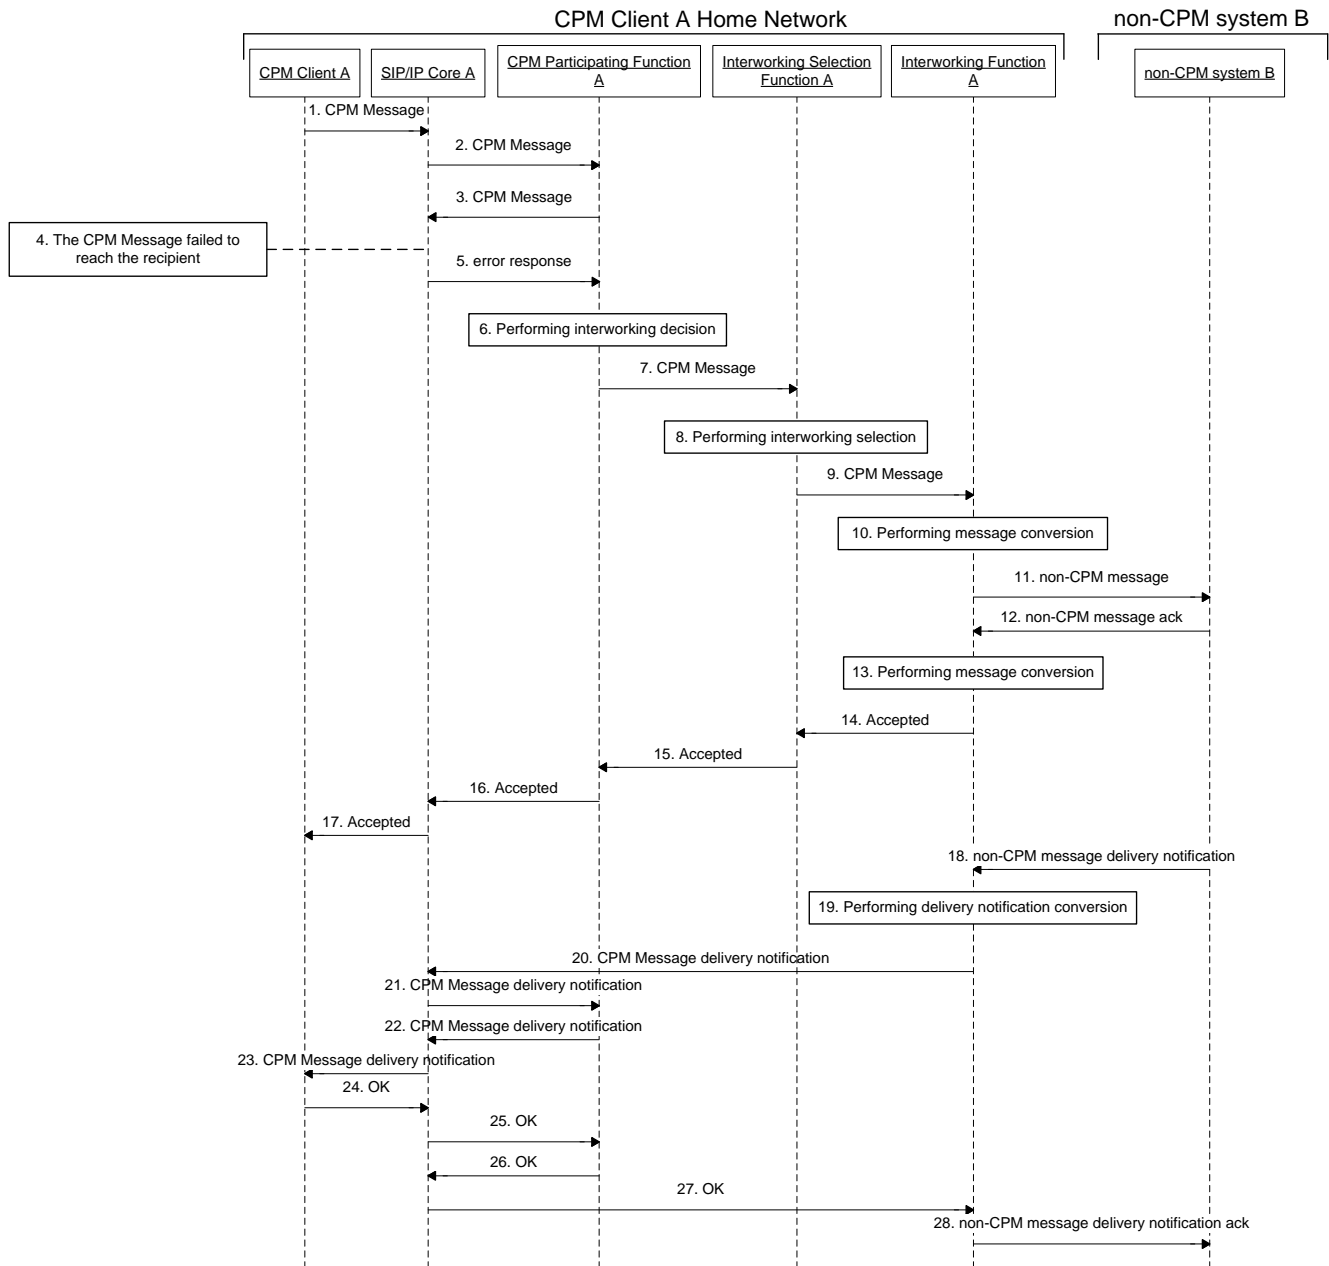 CPM Client A Home Network
non-CPM system B
CPM Client A
SIP/IP Core A
CPM Participating Function
A
Interworking Selection
Function A
Interworking Function
A
non-CPM system B
1. CPM Message
2. CPM Message
3. CPM Message
4. The CPM Message failed to
reach the recipient
5. error response
6. Performing interworking decision
7. CPM Message
8. Performing interworking selection
9. CPM Message
10. Performing message conversion
11. non-CPM message
12. non-CPM message ack
13. Performing message conversion
14. Accepted
15. Accepted
16. Accepted
17. Accepted
18. non-CPM message delivery notification
19. Performing delivery notification conversion
20. CPM Message delivery notification
21. CPM Message delivery notification
22. CPM Message delivery notification
23. CPM Message delivery notification
24. OK
25. OK
26. OK
27. OK
28. non-CPM message delivery notification ack